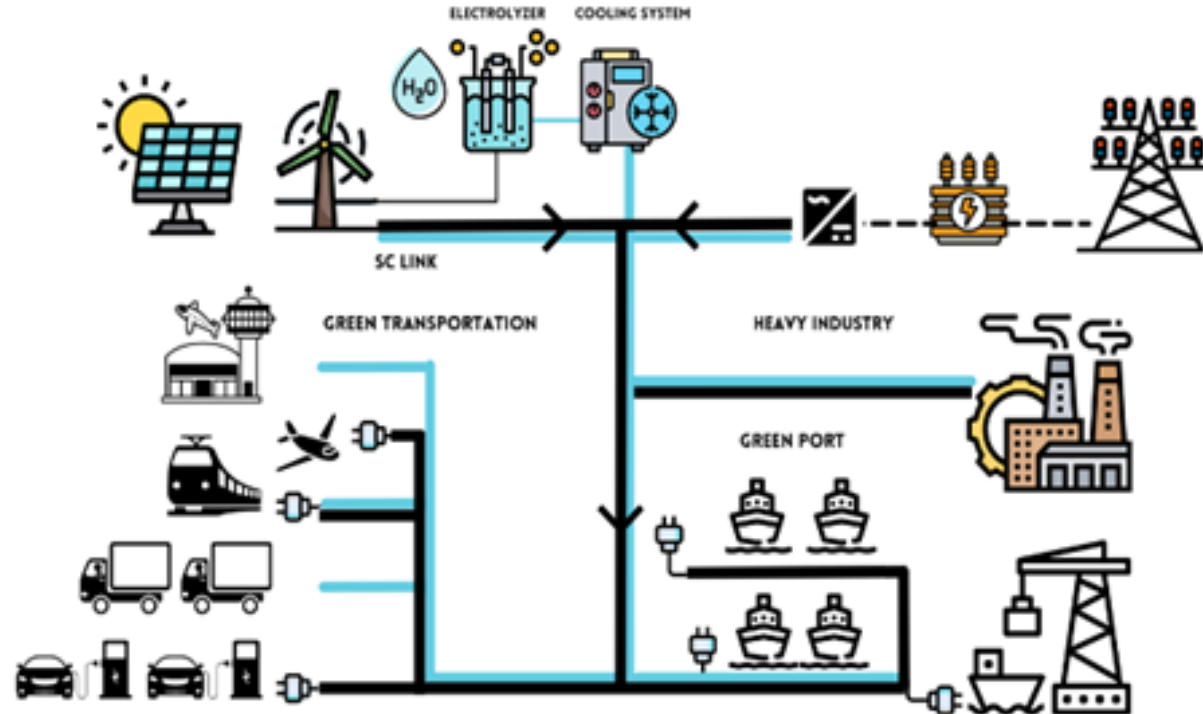 ELECTROLYZER
COOLING SYSTEM
H₂O
SC LINK
GREEN TRANSPORTATION
HEAVY INDUSTRY
GREEN PORT